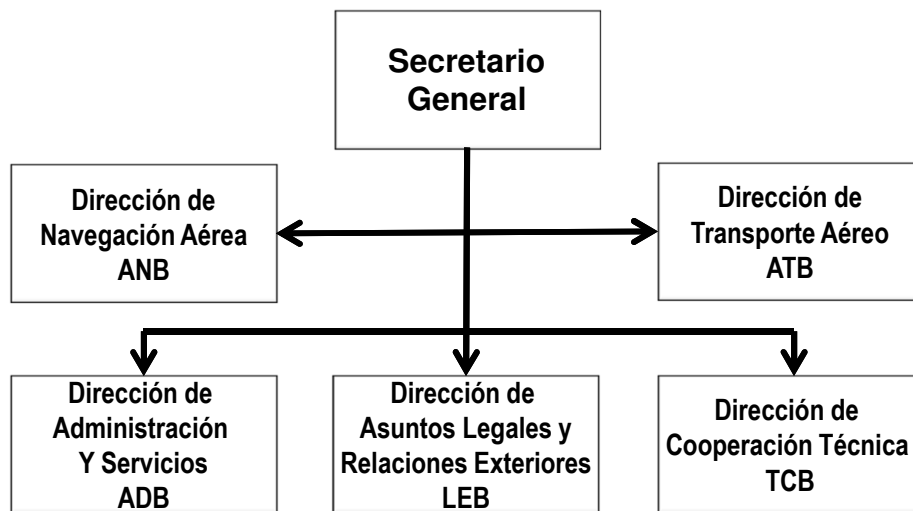 Secretario
General
Dirección de
Navegación Aérea
ANB
Dirección de
Transporte Aéreo
ATB
Dirección de
Administración
Y Servicios
ADB
Dirección de
Asuntos Legales y
Relaciones Exteriores
LEB
Dirección de
Cooperación Técnica
TCB